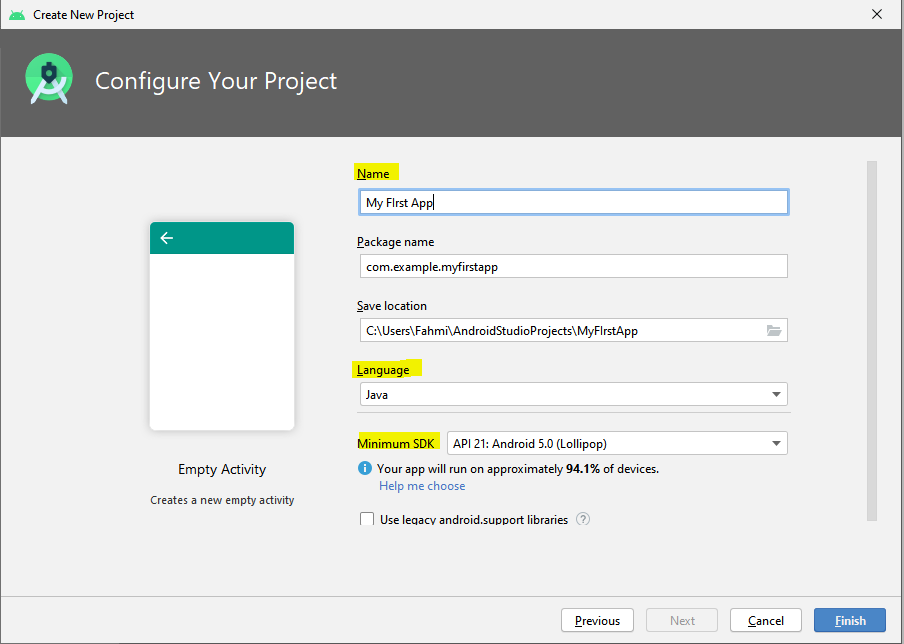 Create New Project
Configure Your Project
Name
My FIrst App
Package name
com.example.myfirstapp
Save location
C:\Users\Fahmi\AndroidStudioProjects\MyFIrstApp
Language
Java
Minimum SDK API 21: Android 5.0 (Lollipop)
i Your app will run on approximately 94.1% of devices.
Help me choose
Use legacy android.support libraries ?
Empty Activity
Creates a new empty activity
Previous Next Cancel Finish